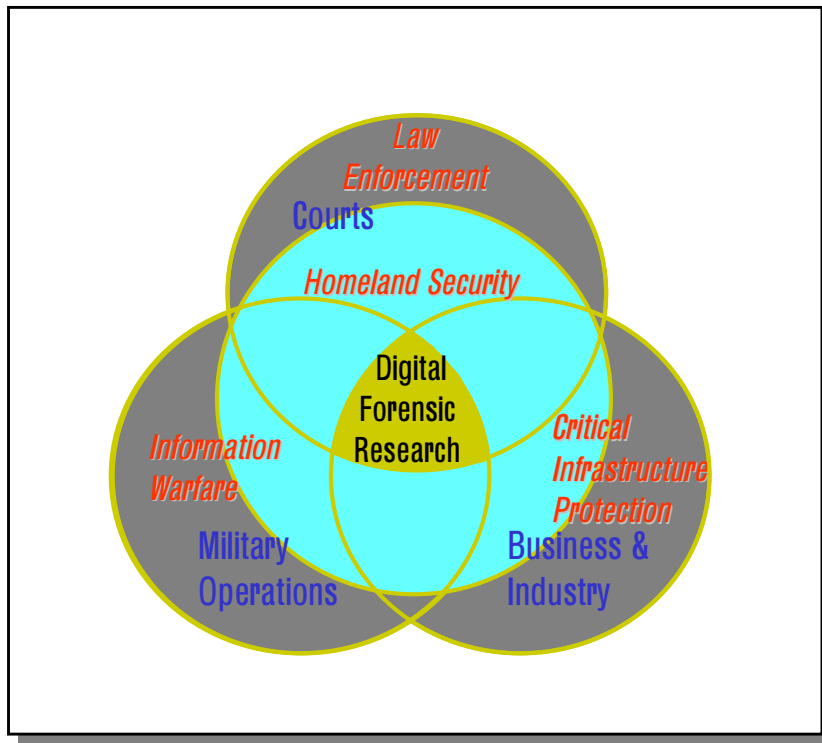 Law
Enforcement
Courts
Homeland Security
Digital
Forensic
Research
Information
Warfare
Critical
Infrastructure
Protection
Military
Operations
Business &
Industry